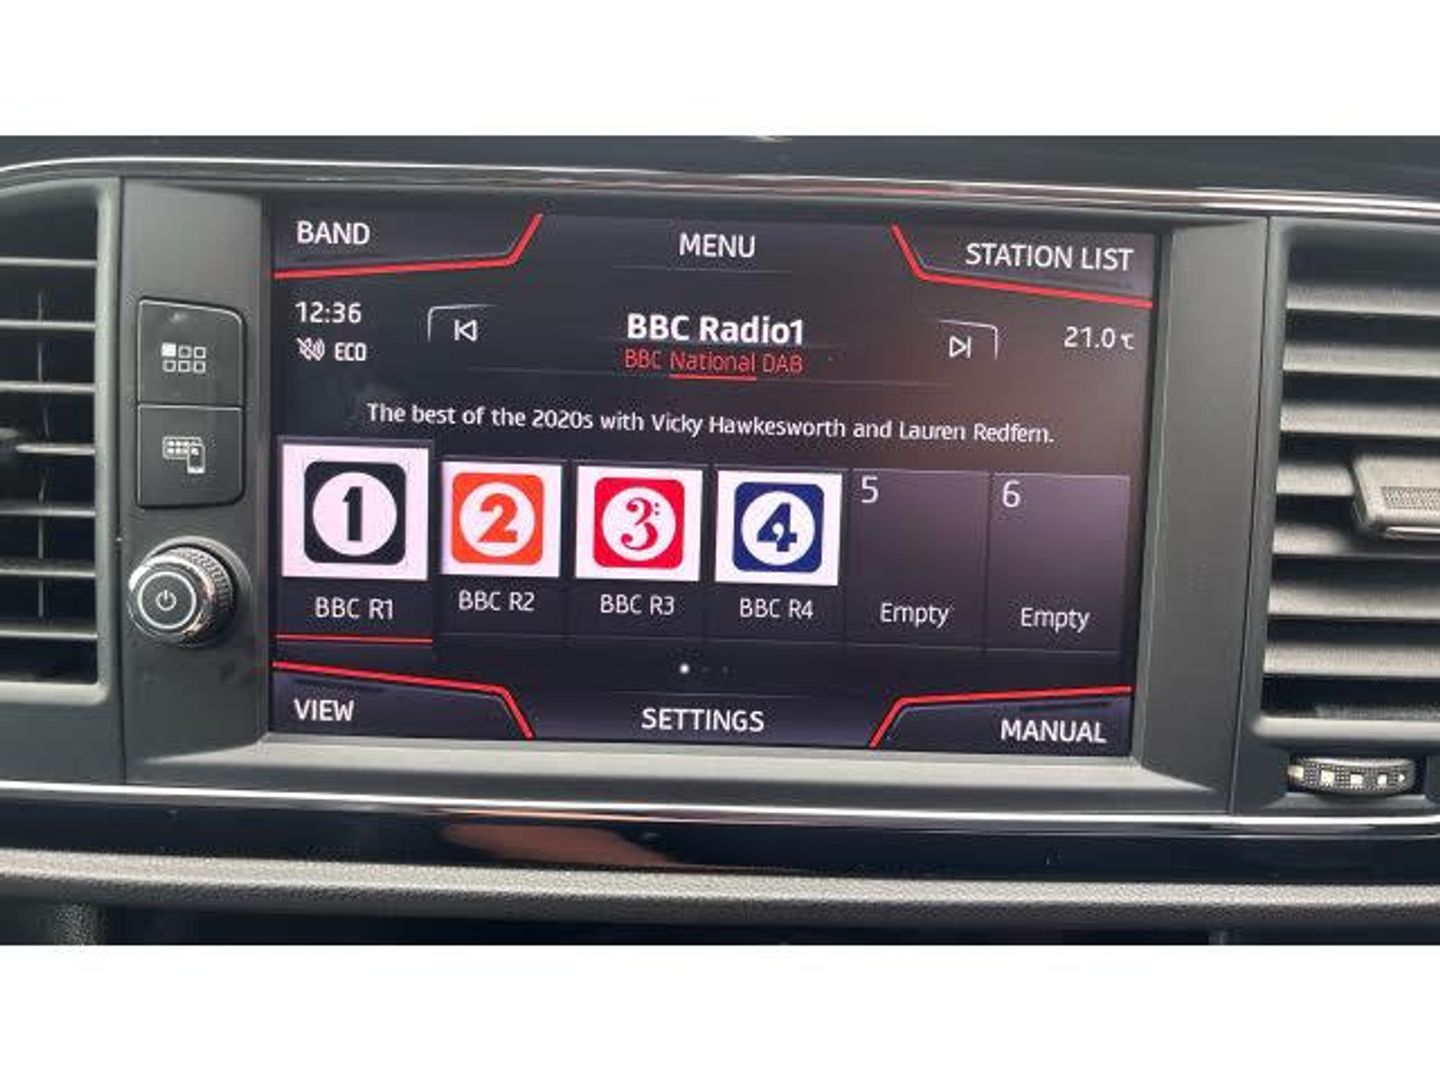 BAND
MENU
STATION LIST
12:36
BBC Radio1
21.0°C
ECO
BBC National DAB
The best of the 2020s with Vicky Hawkesworth and Lauren Redfern.
1
2
3
4
5
6
BBC R1
BBC R2
BBC R3
BBC R4
Empty
Empty
VIEW
SETTINGS
MANUAL